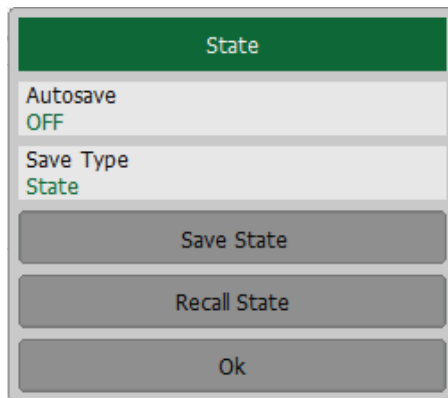 State
Autosave
OFF
Save Type
State
Save State
Recall State
Ok